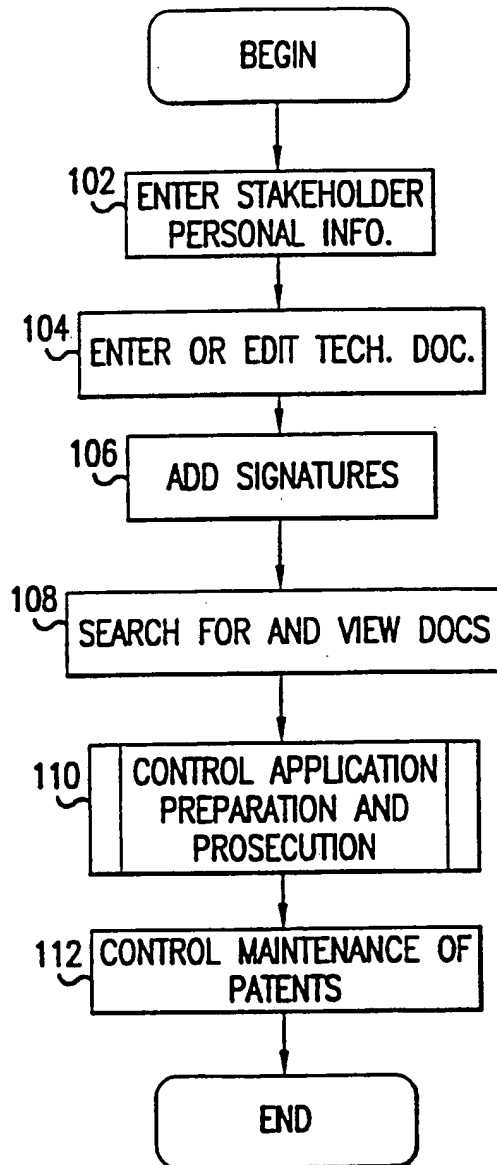 BEGIN
102
ENTER STAKEHOLDER
PERSONAL INFO.
104
ENTER OR EDIT TECH. DOC.
106
ADD SIGNATURES
108
SEARCH FOR AND VIEW DOCS
110
CONTROL APPLICATION
PREPARATION AND
PROSECUTION
112
CONTROL MAINTENANCE OF
PATENTS
END